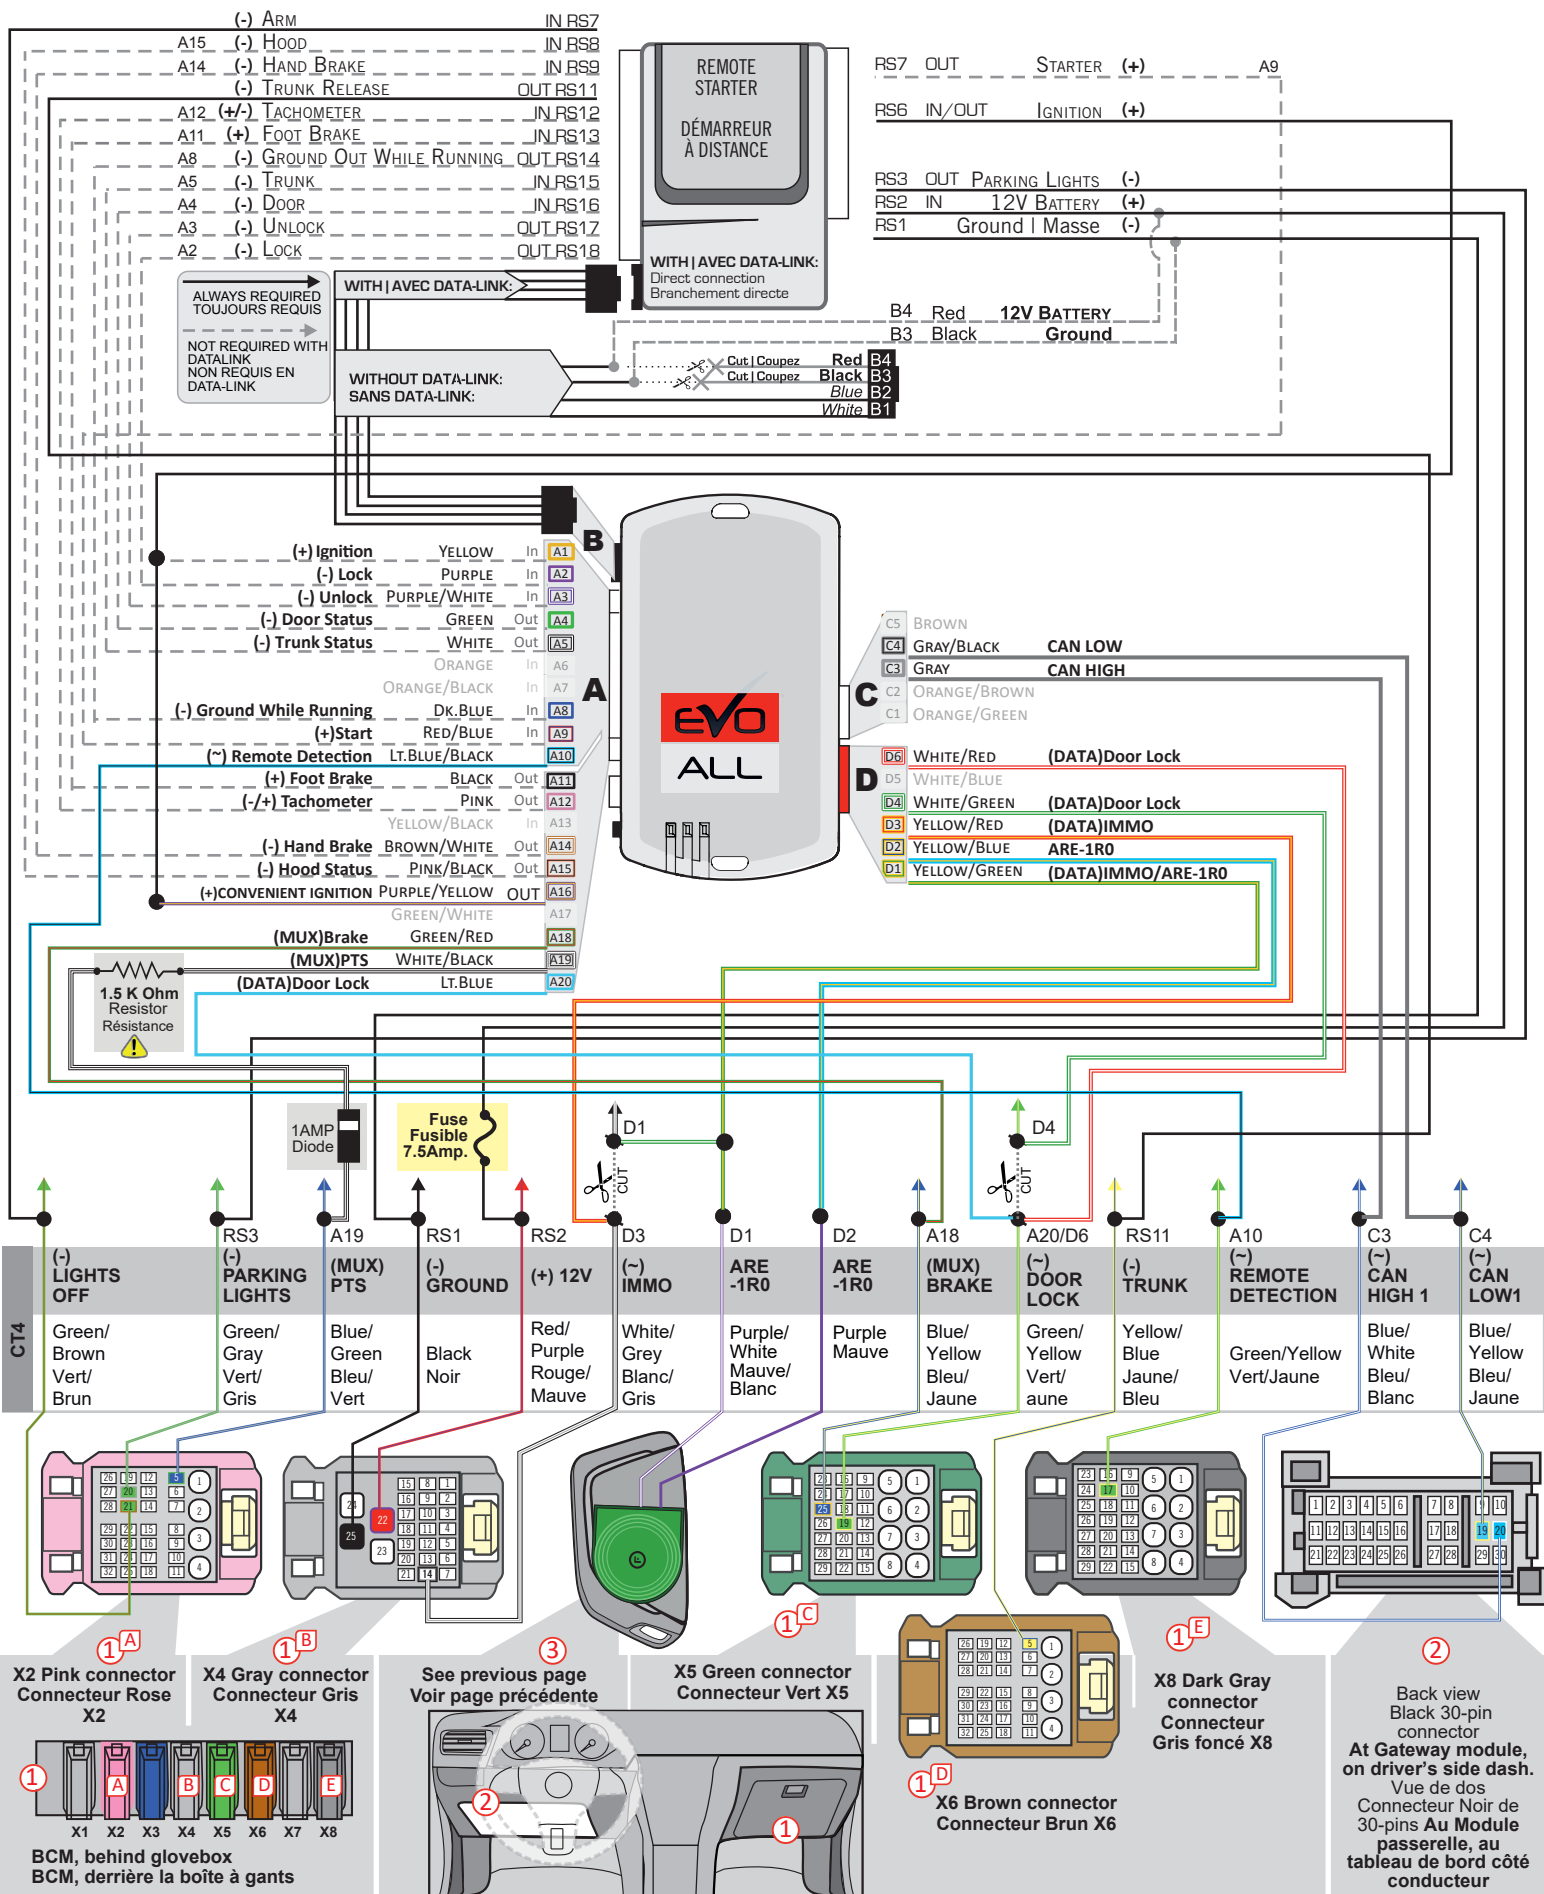 (-) ARM IN RS7
A15 (-) HOOD IN RS8
A14 (-) HAND BRAKE IN RS9
(-) TRUNK RELEASE OUT RS11
A12 (+/-) TACHOMETER IN RS12
A11 (+) FOOT BRAKE IN RS13
A8 (-) GROUND OUT WHILE RUNNING OUT RS14
A5 (-) TRUNK IN RS15
A4 (-) DOOR IN RS16
A3 (-) UNLOCK OUT RS17
A2 (-) LOCK OUT RS18
REMOTE
STARTER
DÉMARREUR
À DISTANCE
WITH | AVEC DATA-LINK:
Direct connection
Branchement directe
RS7 OUT STARTER (+) A9
RS6 IN/OUT IGNITION (+)
RS3 OUT PARKING LIGHTS (-)
RS2 IN 12V BATTERY (+)
RS1 Ground | Masse (-)
ALWAYS REQUIRED
TOUJOURS REQUIS
NOT REQUIRED WITH
DATALINK
NON REQUIS EN
DATA-LINK
WITH | AVEC DATA-LINK:
WITHOUT DATA-LINK:
SANS DATA-LINK:
B4 Red 12V BATTERY
B3 Black Ground
Cut | Coupez Red B4
Cut | Coupez Black B3
Blue B2
White B1
B
(+) Ignition YELLOW In A1
(-) Lock PURPLE In A2
(-) Unlock PURPLE/WHITE In A3
(-) Door Status GREEN Out A4
(-) Trunk Status WHITE Out A5
ORANGE In A6
ORANGE/BLACK In A7
(-) Ground While Running DK.BLUE In A8
(+)Start RED/BLUE In A9
(~) Remote Detection LT.BLUE/BLACK A10
(+) Foot Brake BLACK Out A11
(-/+) Tachometer PINK Out A12
YELLOW/BLACK In A13
(-) Hand Brake BROWN/WHITE Out A14
(-) Hood Status PINK/BLACK Out A15
(+)CONVENIENT IGNITION PURPLE/YELLOW OUT A16
GREEN/WHITE A17
(MUX)Brake GREEN/RED A18
(MUX)PTS WHITE/BLACK A19
(DATA)Door Lock LT.BLUE A20
A
EVO
ALL
C
C5 BROWN
C4 GRAY/BLACK CAN LOW
C3 GRAY CAN HIGH
C2 ORANGE/BROWN
C1 ORANGE/GREEN
D
D6 WHITE/RED (DATA)Door Lock
D5 WHITE/BLUE
D4 WHITE/GREEN (DATA)Door Lock
D3 YELLOW/RED (DATA)IMMO
D2 YELLOW/BLUE ARE-1R0
D1 YELLOW/GREEN (DATA)IMMO/ARE-1R0
1.5 K Ohm
Resistor
Résistance
1AMP
Diode
Fuse
Fusible
7.5Amp.
D1
CUT
D4
CUT
RS3 A19 RS1 RS2 D3 D1 D2 A18 A20/D6 RS11 A10 C3 C4
CT4
(-)
LIGHTS
OFF
Green/
Brown
Vert/
Brun
(-)
PARKING
LIGHTS
Green/
Gray
Vert/
Gris
(MUX)
PTS
Blue/
Green
Bleu/
Vert
(-)
GROUND
Black
Noir
(+) 12V
Red/
Purple
Rouge/
Mauve
(~)
IMMO
White/
Grey
Blanc/
Gris
ARE
-1R0
Purple/
White
Mauve/
Blanc
ARE
-1R0
Purple
Mauve
(MUX)
BRAKE
Blue/
Yellow
Bleu/
Jaune
(~)
DOOR
LOCK
Green/
Yellow
Vert/
aune
(-)
TRUNK
Yellow/
Blue
Jaune/
Bleu
(~)
REMOTE
DETECTION
Green/Yellow
Vert/Jaune
(~)
CAN
HIGH 1
Blue/
White
Bleu/
Blanc
(~)
CAN
LOW1
Blue/
Yellow
Bleu/
Jaune
1 A
X2 Pink connector
Connecteur Rose
X2
1 B
X4 Gray connector
Connecteur Gris
X4
3
See previous page
Voir page précédente
1 C
X5 Green connector
Connecteur Vert X5
1 D
X6 Brown connector
Connecteur Brun X6
1 E
X8 Dark Gray
connector
Connecteur
Gris foncé X8
2
Back view
Black 30-pin
connector
At Gateway module,
on driver's side dash.
Vue de dos
Connecteur Noir de
30-pins Au Module
passerelle, au
tableau de bord côté
conducteur
1
A B C D E
X1 X2 X3 X4 X5 X6 X7 X8
BCM, behind glovebox
BCM, derrière la boîte à gants
2
1